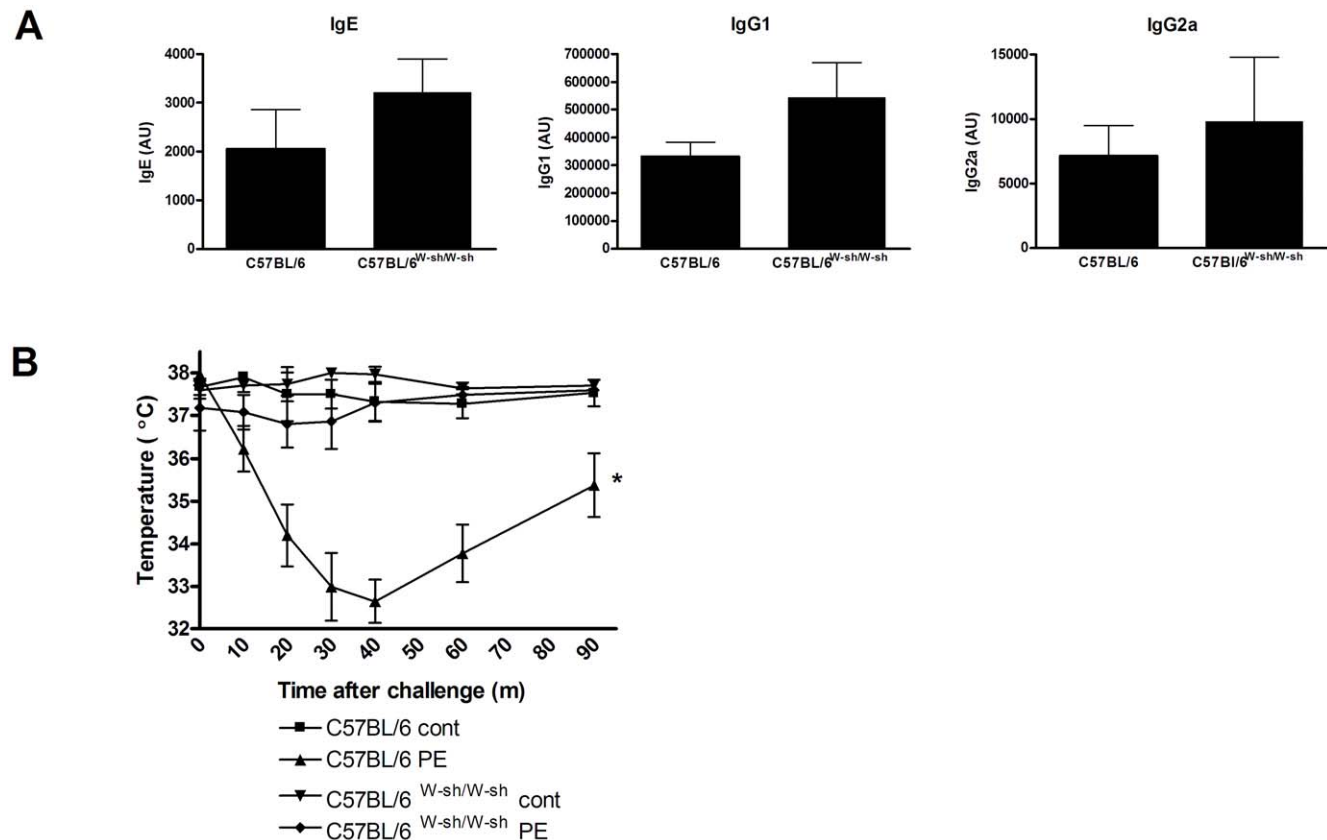 A
IgE
IgG1
IgG2a
IgE (AU)
4000
3000
2000
1000
0
C57BL/6
C57BL/6W-sh/W-sh
IgG1 (AU)
700000
600000
500000
400000
300000
200000
100000
0
C57BL/6
C57BL/6W-sh/W-sh
IgG2a (AU)
15000
10000
5000
0
C57BL/6
C57Bl/6W-sh/W-sh
B
Temperature ( °C)
38
37
36
35
34
33
32
*
0 10 20 30 40 50 60 70 80 90
Time after challenge (m)
C57BL/6 cont
C57BL/6 PE
C57BL/6 W-sh/W-sh cont
C57BL/6 W-sh/W-sh PE